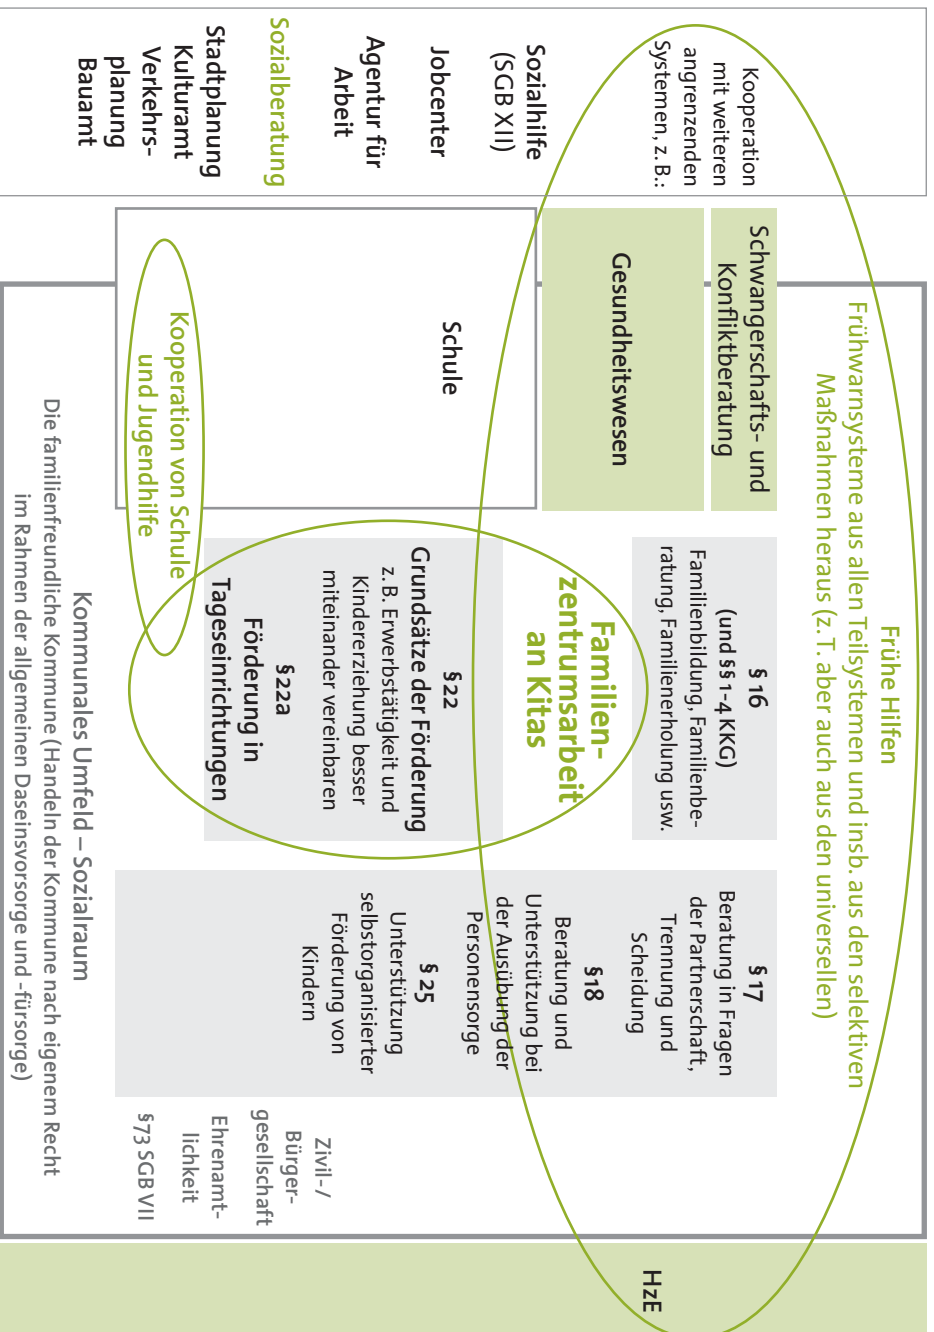 Frühe Hilfen
Frühwarnsysteme aus allen Teilsystemen und insb. aus den selektiven
Maßnahmen heraus (z. T. aber auch aus den universellen)
Kooperation
mit weiteren
angrenzenden
Systemen, z. B.:
Sozialhilfe
(SGB XII)
Jobcenter
Agentur für
Arbeit
Sozialberatung
Stadtplanung
Kulturamt
Verkehrs-
planung
Bauamt
Schwangerschafts- und
Konfliktberatung
Gesundheitswesen
Schule
Kooperation von Schule
und Jugendhilfe
§ 16
(und §§ 1-4 KKG)
Familienbildung, Familienbe-
ratung, Familienerholung usw.
Familien-
zentrumsarbeit
an Kitas
§22
Grundsätze der Förderung
z. B. Erwerbstätigkeit und
Kindererziehung besser
miteinander vereinbaren
§22a
Förderung in
Tageseinrichtungen
§ 17
Beratung in Fragen
der Partnerschaft,
Trennung und
Scheidung
§18
Beratung und
Unterstützung bei
der Ausübung der
Personensorge
§ 25
Unterstützung
selbstorganisierter
Förderung von
Kindern
Zivil-/
Bürger-
gesellschaft
Ehrenamt-
lichkeit
§73 SGB VII
HzE
Kommunales Umfeld – Sozialraum
Die familienfreundliche Kommune (Handeln der Kommune nach eigenem Recht
im Rahmen der allgemeinen Daseinsvorsorge und -fürsorge)